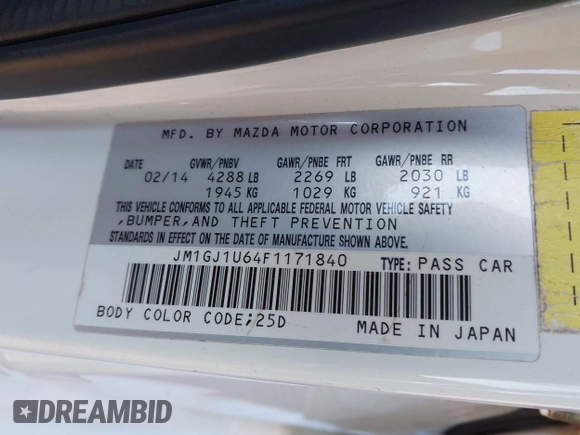 MFD. BY MAZDA MOTOR CORPORATION
DATE GVWR/PNBV GAWR/PNBE FRT GAWR/PNBE RR
02/14 4288 LB 2269 LB 2030 LB
1945 KG 1029 KG 921 KG
THIS VEHICLE CONFORMS TO ALL APPLICABLE FEDERAL MOTOR VEHICLE SAFETY
,BUMPER,AND THEFT PREVENTION
STANDARDS IN EFFECT ON THE DATE OF MANUFACTURE SHOWN ABOVE.
JM1GJ1U64F1171840 TYPE: PASS CAR
BODY COLOR CODE;25D MADE IN JAPAN
DREAMBID